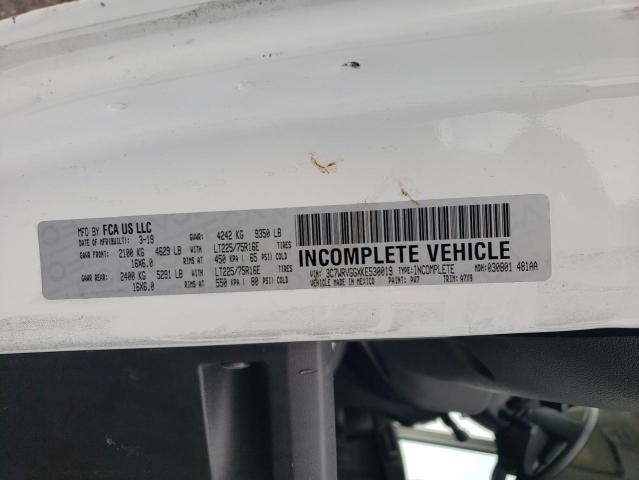 MFD BY FCA US LLC
DATE OF MFR(BUILT): 3-19 GVWR: 4242 KG 9350 LB
GAWR FRONT: 2100 KG 4629 LB WITH LT225/75R16E TIRES
16X6.0 RIMS AT 450 KPA ( 65 PSI) COLD
GAWR REAR: 2400 KG 5291 LB WITH LT225/75R16E TIRES
16X6.0 RIMS AT 550 KPA ( 80 PSI) COLD
INCOMPLETE VEHICLE
VIN: 3C7WRVGGXKE530019 TYPE:INCOMPLETE MDH:030801 481AA
VEHICLE MADE IN MEXICO PAINT: PW7 TRIM: A7X9